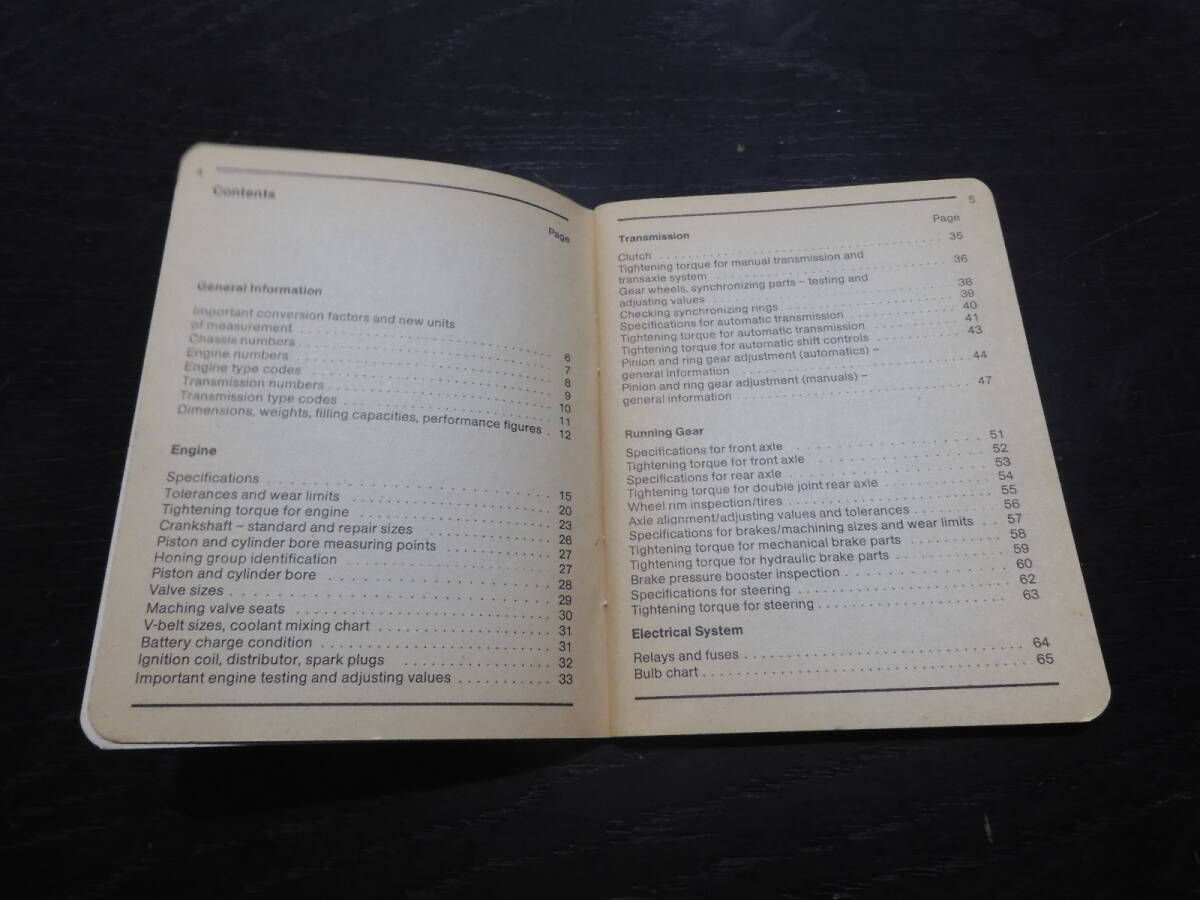 4
Contents
Page
General Information
Important conversion factors and new units
of measurement . . . . . . . . . . 6
Chassis numbers . . . . . . . . . . 7
Engine numbers . . . . . . . . . . 8
Engine type codes . . . . . . . . . . 9
Transmission numbers . . . . . . . . . . 10
Transmission type codes . . . . . . . . . . 11
Dimensions, weights, filling capacities, performance figures . 12
Engine
Specifications . . . . . . . . . . 15
Tolerances and wear limits . . . . . . . . . . 20
Tightening torque for engine . . . . . . . . . . 23
Crankshaft – standard and repair sizes . . . . . . . . . . 26
Piston and cylinder bore measuring points . . . . . . . . . . 27
Honing group identification . . . . . . . . . . 27
Piston and cylinder bore . . . . . . . . . . 28
Valve sizes . . . . . . . . . . 29
Maching valve seats . . . . . . . . . . 30
V-belt sizes, coolant mixing chart . . . . . . . . . . 31
Battery charge condition . . . . . . . . . . 31
Ignition coil, distributor, spark plugs . . . . . . . . . . 32
Important engine testing and adjusting values . . . . . . . . . . 33
5
Page
Transmission
Clutch . . . . . . . . . . 35
Tightening torque for manual transmission and
transaxle system . . . . . . . . . . 36
Gear wheels, synchronizing parts – testing and
adjusting values . . . . . . . . . . 38
Checking synchronizing rings . . . . . . . . . . 39
Specifications for automatic transmission . . . . . . . . . . 40
Tightening torque for automatic transmission . . . . . . . . . . 41
Tightening torque for automatic shift controls . . . . . . . . . . 43
Pinion and ring gear adjustment (automatics) –
general information . . . . . . . . . . 44
Pinion and ring gear adjustment (manuals) –
general information . . . . . . . . . . 47
Running Gear
Specifications for front axle . . . . . . . . . . 51
Tightening torque for front axle . . . . . . . . . . 52
Specifications for rear axle . . . . . . . . . . 53
Tightening torque for double joint rear axle . . . . . . . . . . 54
Wheel rim inspection/tires . . . . . . . . . . 55
Axle alignment/adjusting values and tolerances . . . . . . . . . . 56
Specifications for brakes/machining sizes and wear limits . . 57
Tightening torque for mechanical brake parts . . . . . . . . . . 58
Tightening torque for hydraulic brake parts . . . . . . . . . . 59
Brake pressure booster inspection . . . . . . . . . . 60
Specifications for steering . . . . . . . . . . 62
Tightening torque for steering . . . . . . . . . . 63
Electrical System
Relays and fuses . . . . . . . . . . 64
Bulb chart . . . . . . . . . . 65